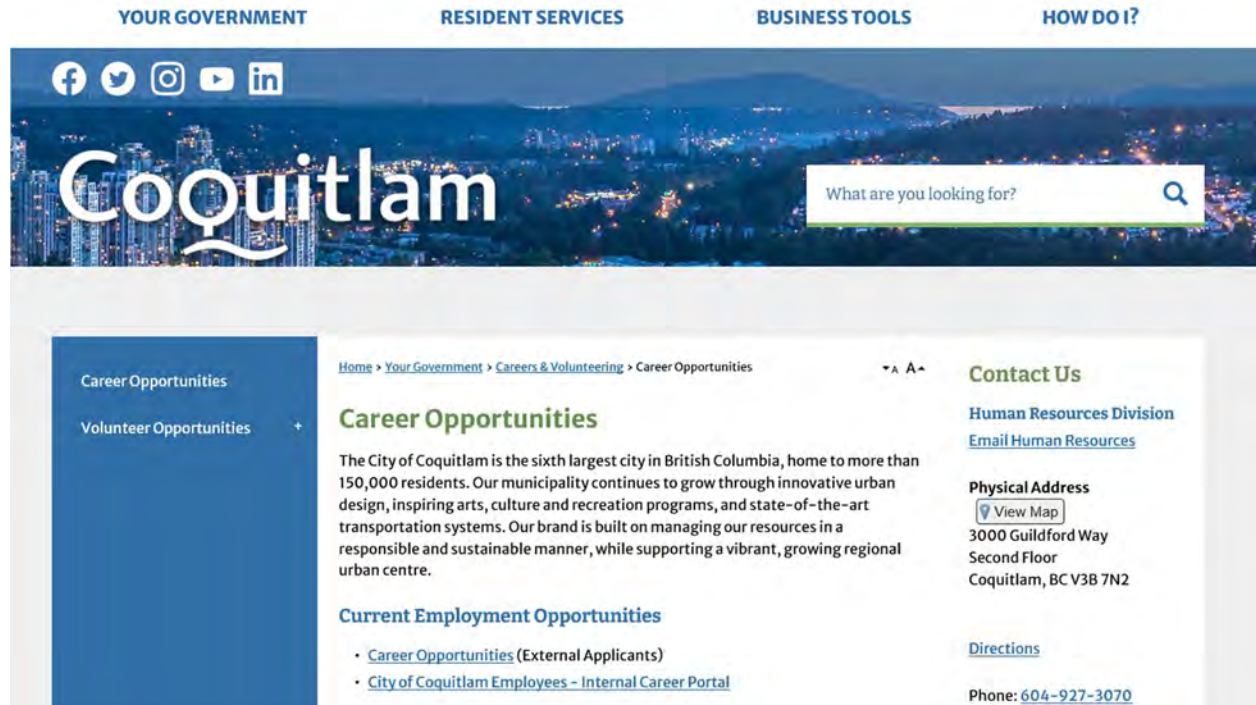 YOUR GOVERNMENT RESIDENT SERVICES BUSINESS TOOLS HOW DO I?
Coquitlam
What are you looking for?
Career Opportunities
Volunteer Opportunities +
Home > Your Government > Careers & Volunteering > Career Opportunities
A A
Career Opportunities
The City of Coquitlam is the sixth largest city in British Columbia, home to more than
150,000 residents. Our municipality continues to grow through innovative urban
design, inspiring arts, culture and recreation programs, and state-of-the-art
transportation systems. Our brand is built on managing our resources in a
responsible and sustainable manner, while supporting a vibrant, growing regional
urban centre.
Current Employment Opportunities
• Career Opportunities (External Applicants)
• City of Coquitlam Employees - Internal Career Portal
Contact Us
Human Resources Division
Email Human Resources
Physical Address
View Map
3000 Guildford Way
Second Floor
Coquitlam, BC V3B 7N2
Directions
Phone: 604-927-3070